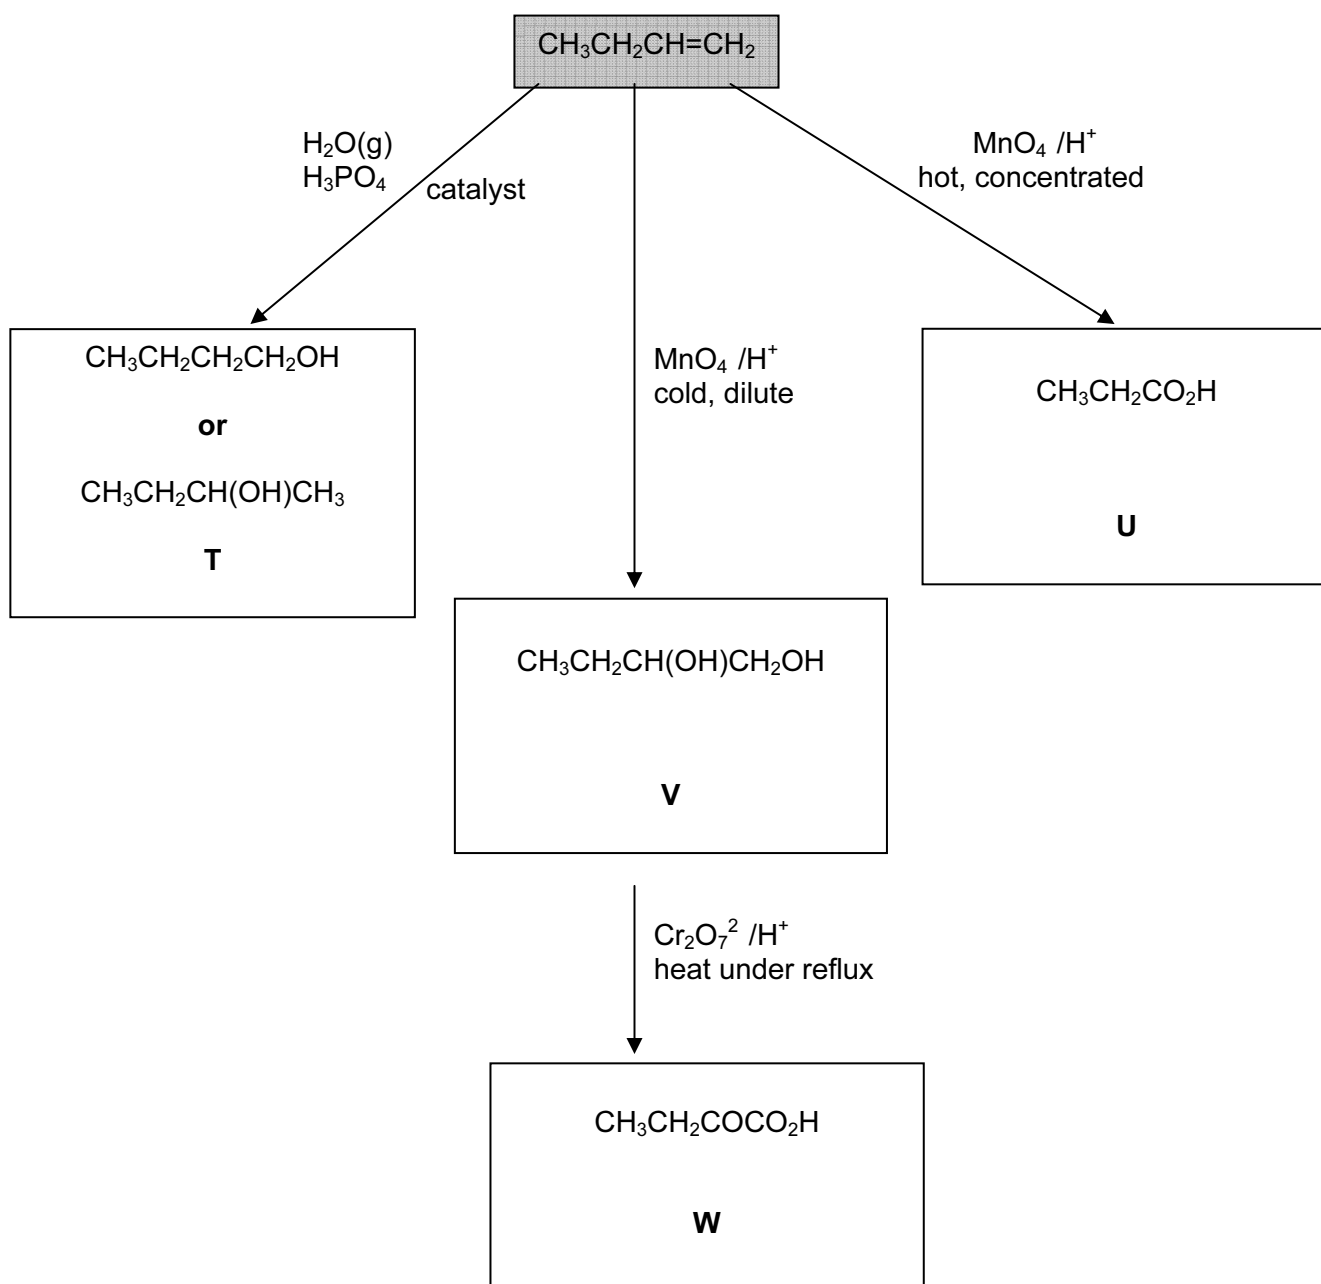 CH₃CH₂CH=CH₂
H₂O(g)
H₃PO₄
catalyst
MnO₄ /H⁺
hot, concentrated
MnO₄ /H⁺
cold, dilute
CH₃CH₂CH₂CH₂OH
or
CH₃CH₂CH(OH)CH₃
T
CH₃CH₂CO₂H
U
CH₃CH₂CH(OH)CH₂OH
V
Cr₂O₇² /H⁺
heat under reflux
CH₃CH₂COCO₂H
W